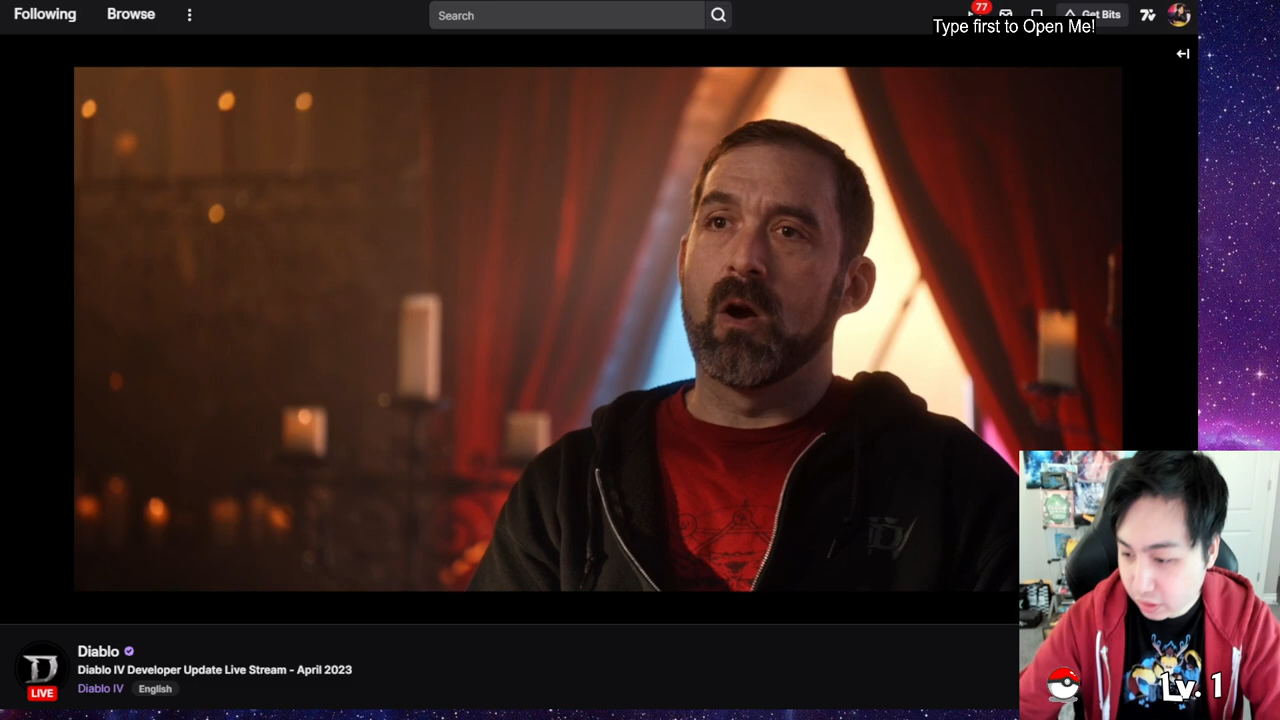 Following
Browse
Search
77
Get Bits
Type first to Open Me!
Diablo
Diablo IV Developer Update Live Stream - April 2023
Diablo IV
English
LIVE
Lv. 1